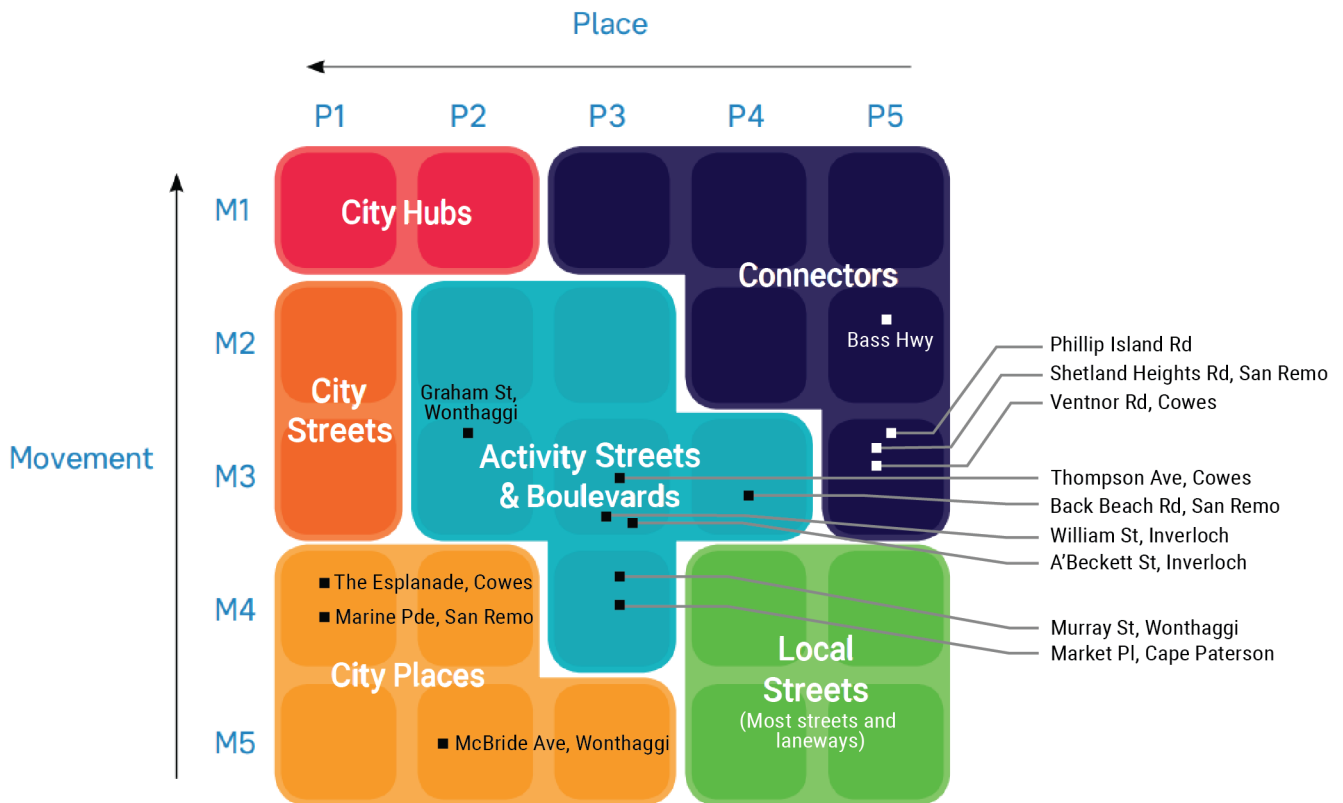 Place
P1
P2
P3
P4
P5
M1
City Hubs
Connectors
M2
Bass Hwy
Phillip Island Rd
Shetland Heights Rd, San Remo
Ventnor Rd, Cowes
City
Streets
Graham St,
Wonthaggi
Movement
M3
Activity Streets
& Boulevards
Thompson Ave, Cowes
Back Beach Rd, San Remo
William St, Inverloch
A’Beckett St, Inverloch
M4
The Esplanade, Cowes
Marine Pde, San Remo
Murray St, Wonthaggi
Market Pl, Cape Paterson
City Places
Local
Streets
(Most streets and
laneways)
M5
McBride Ave, Wonthaggi